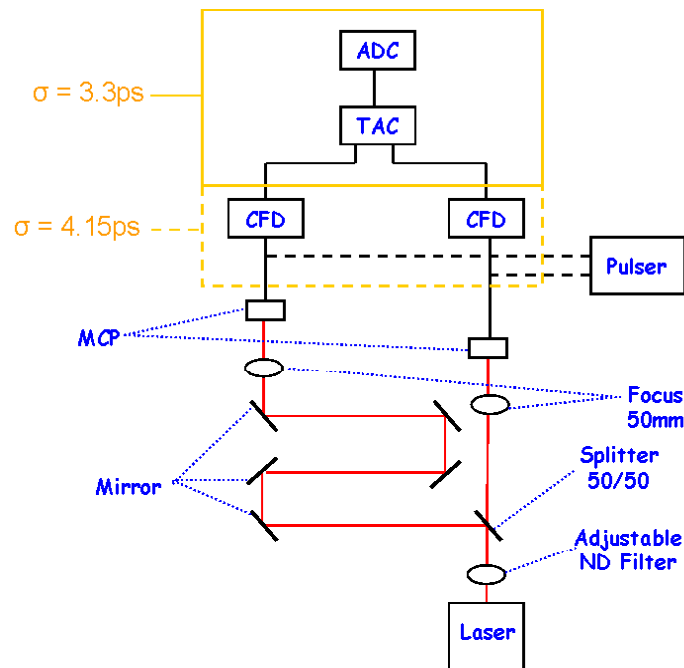 ADC
σ = 3.3ps
TAC
CFD
CFD
σ = 4.15ps
Pulser
MCP
Focus
50mm
Splitter
50/50
Mirror
Adjustable
ND Filter
Laser